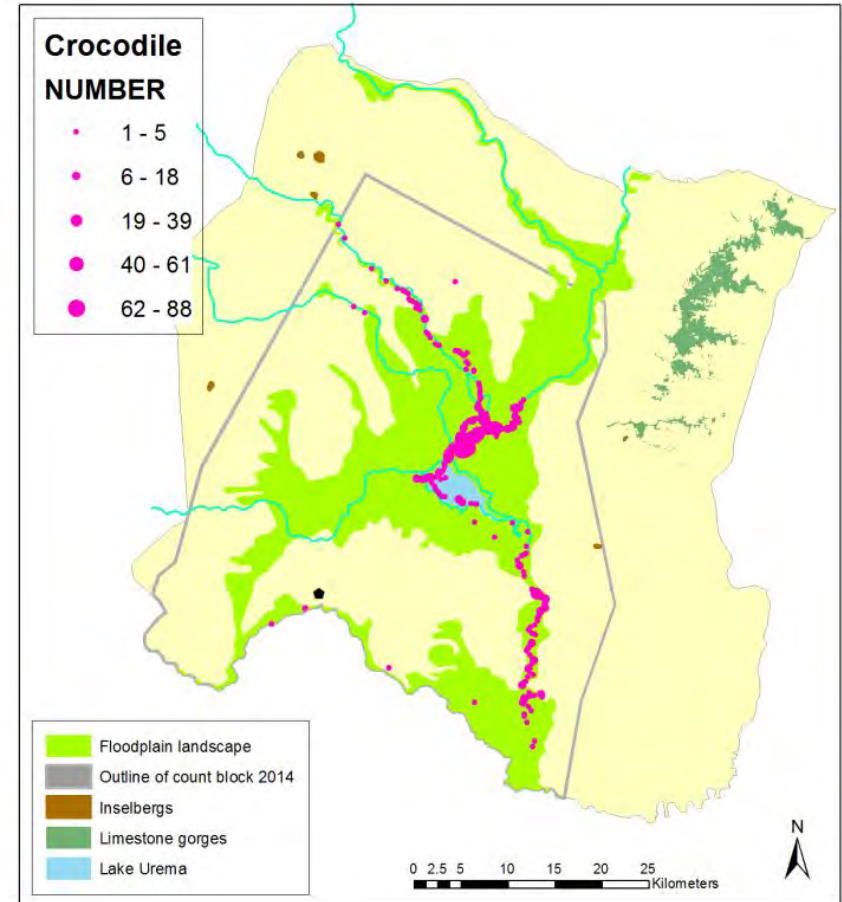 Crocodile
NUMBER
1 - 5
6 - 18
19 - 39
40 - 61
62 - 88
Floodplain landscape
Outline of count block 2014
Inselbergs
Limestone gorges
Lake Urema
N
0 2.5 5 10 15 20 25
Kilometers